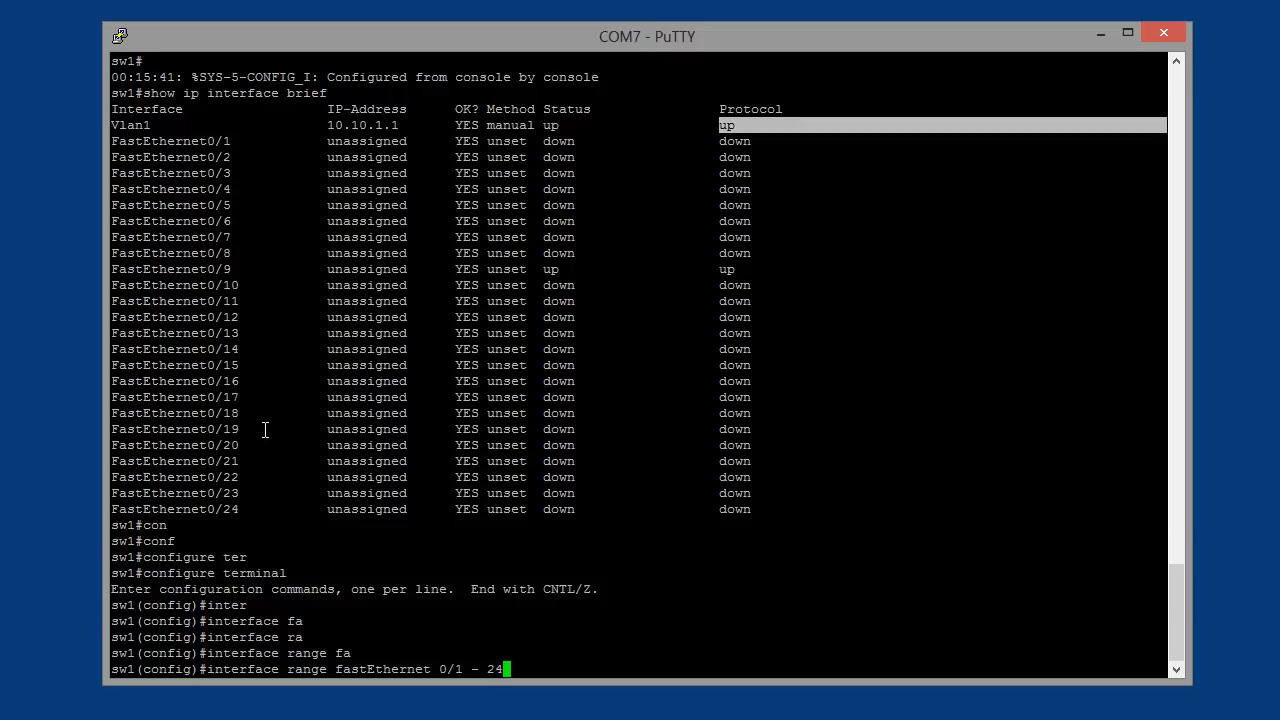 COM7 - PuTTY
sw1#
00:15:41: %SYS-5-CONFIG_I: Configured from console by console
sw1#show ip interface brief
Interface IP-Address OK? Method Status Protocol
Vlan1 10.10.1.1 YES manual up up
FastEthernet0/1 unassigned YES unset down down
FastEthernet0/2 unassigned YES unset down down
FastEthernet0/3 unassigned YES unset down down
FastEthernet0/4 unassigned YES unset down down
FastEthernet0/5 unassigned YES unset down down
FastEthernet0/6 unassigned YES unset down down
FastEthernet0/7 unassigned YES unset down down
FastEthernet0/8 unassigned YES unset down down
FastEthernet0/9 unassigned YES unset up up
FastEthernet0/10 unassigned YES unset down down
FastEthernet0/11 unassigned YES unset down down
FastEthernet0/12 unassigned YES unset down down
FastEthernet0/13 unassigned YES unset down down
FastEthernet0/14 unassigned YES unset down down
FastEthernet0/15 unassigned YES unset down down
FastEthernet0/16 unassigned YES unset down down
FastEthernet0/17 unassigned YES unset down down
FastEthernet0/18 unassigned YES unset down down
FastEthernet0/19 unassigned YES unset down down
FastEthernet0/20 unassigned YES unset down down
FastEthernet0/21 unassigned YES unset down down
FastEthernet0/22 unassigned YES unset down down
FastEthernet0/23 unassigned YES unset down down
FastEthernet0/24 unassigned YES unset down down
sw1#con
sw1#conf
sw1#configure ter
sw1#configure terminal
Enter configuration commands, one per line.  End with CNTL/Z.
sw1(config)#inter
sw1(config)#interface fa
sw1(config)#interface ra
sw1(config)#interface range fa
sw1(config)#interface range fastEthernet 0/1 - 24